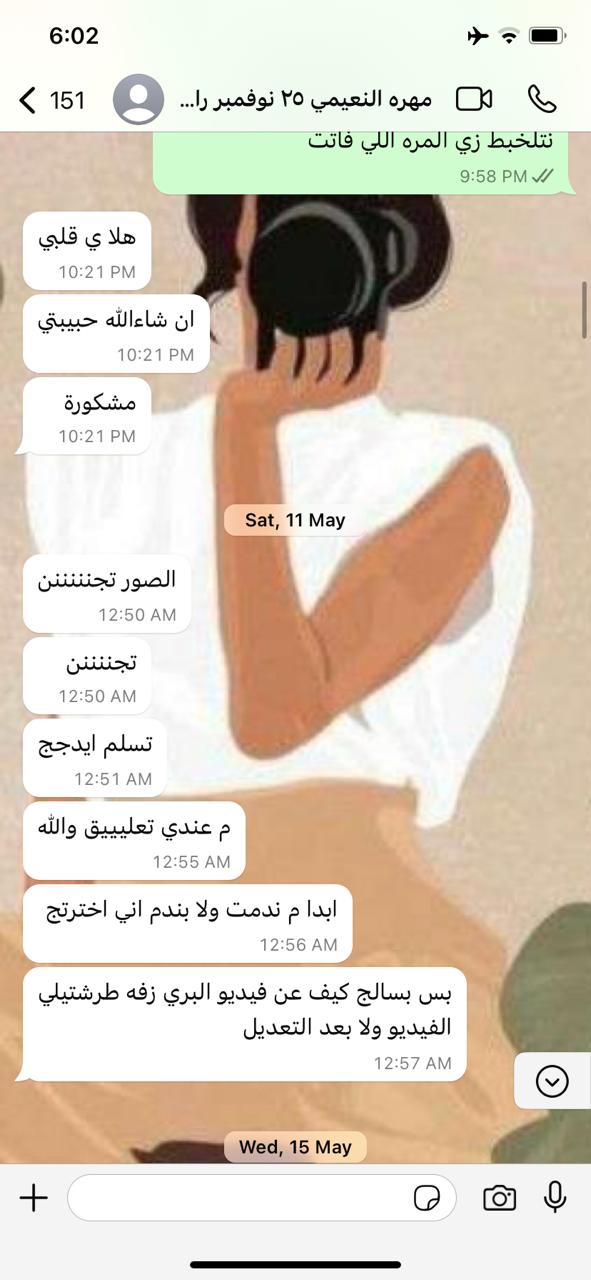 6:02
151
مهره النعيمي ٢٥ نوفمبر را...
نتلخبط زي المره اللي فاتت
9:58 PM
هلا ي قلبي
10:21 PM
ان شاءالله حبيبتي
10:21 PM
مشكورة
10:21 PM
Sat, 11 May
الصور تجننننننن
12:50 AM
تجنننننن
12:50 AM
تسلم ايدججج
12:51 AM
م عندي تعليييق والله
12:55 AM
ابدا م ندمت ولا بندم اني اخترتج
12:56 AM
بس بسالج كيف عن فيديو البري زفه طرشتيلي
الفيديو ولا بعد التعديل
12:57 AM
Wed, 15 May